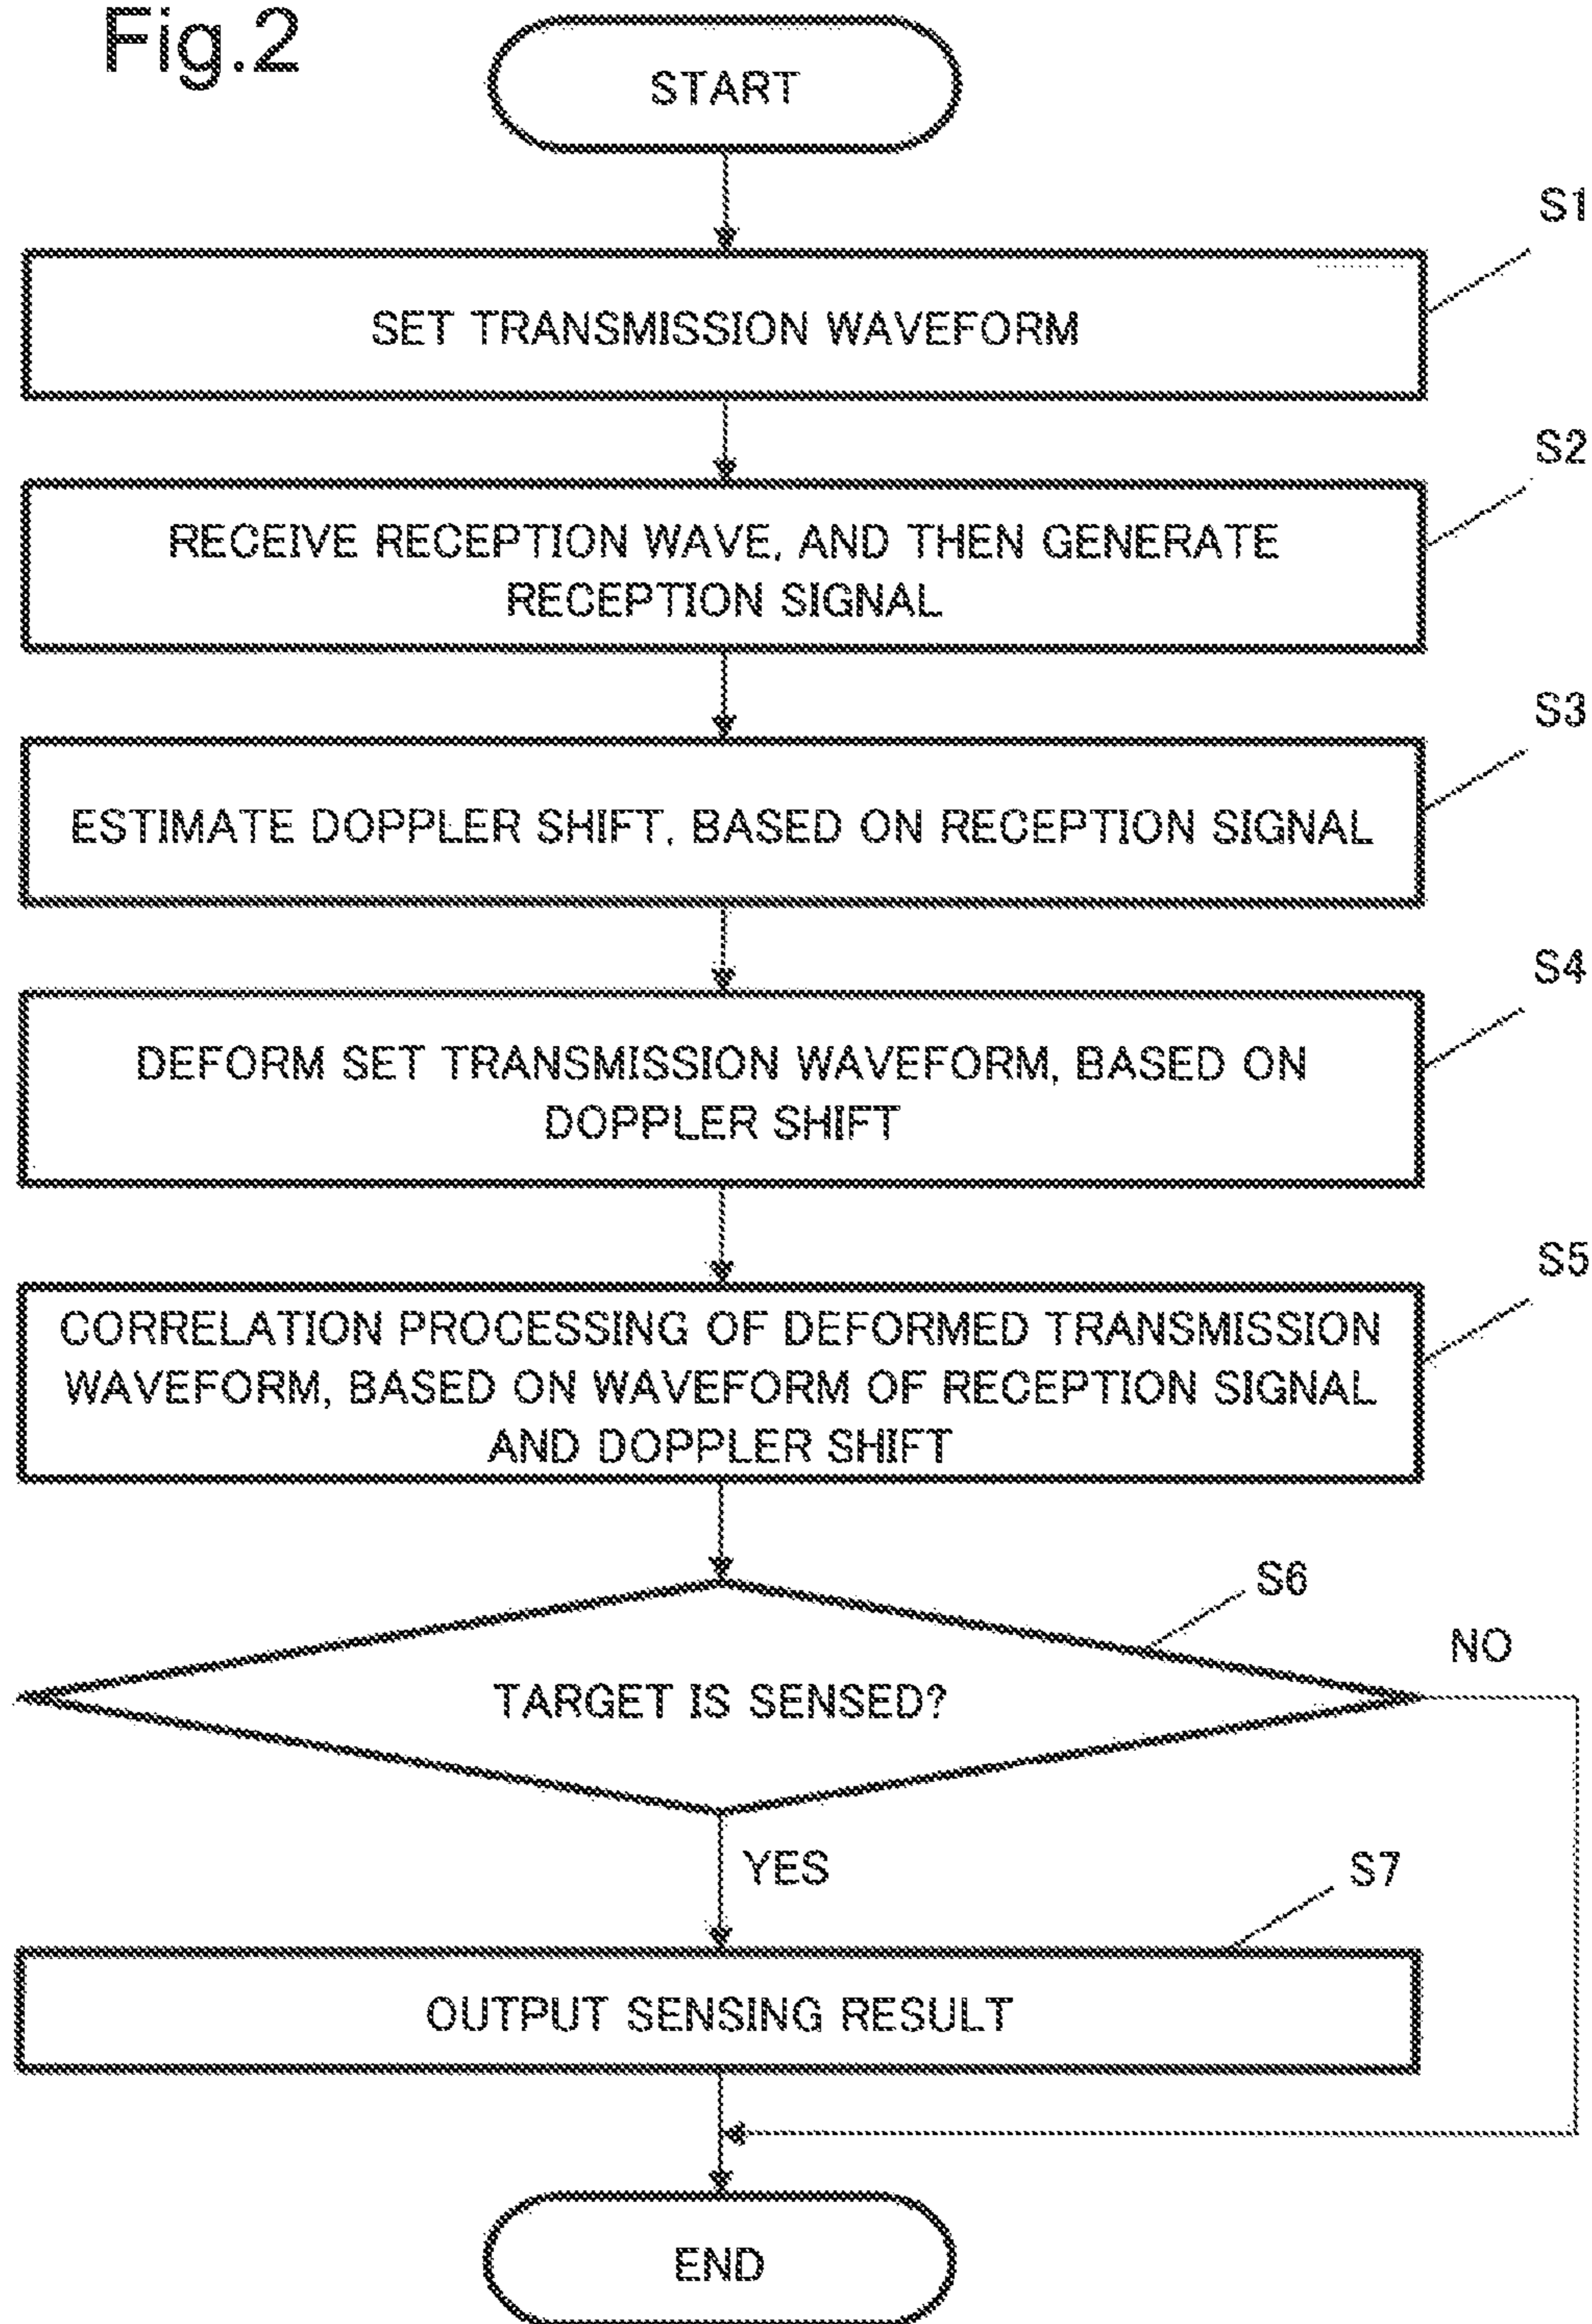 Fig.2
START
S1
SET TRANSMISSION WAVEFORM
S2
RECEIVE RECEPTION WAVE, AND THEN GENERATE
RECEPTION SIGNAL
S3
ESTIMATE DOPPLER SHIFT, BASED ON RECEPTION SIGNAL
S4
DEFORM SET TRANSMISSION WAVEFORM, BASED ON
DOPPLER SHIFT
S5
CORRELATION PROCESSING OF DEFORMED TRANSMISSION
WAVEFORM, BASED ON WAVEFORM OF RECEPTION SIGNAL
AND DOPPLER SHIFT
S6
NO
TARGET IS SENSED?
YES
S7
OUTPUT SENSING RESULT
END